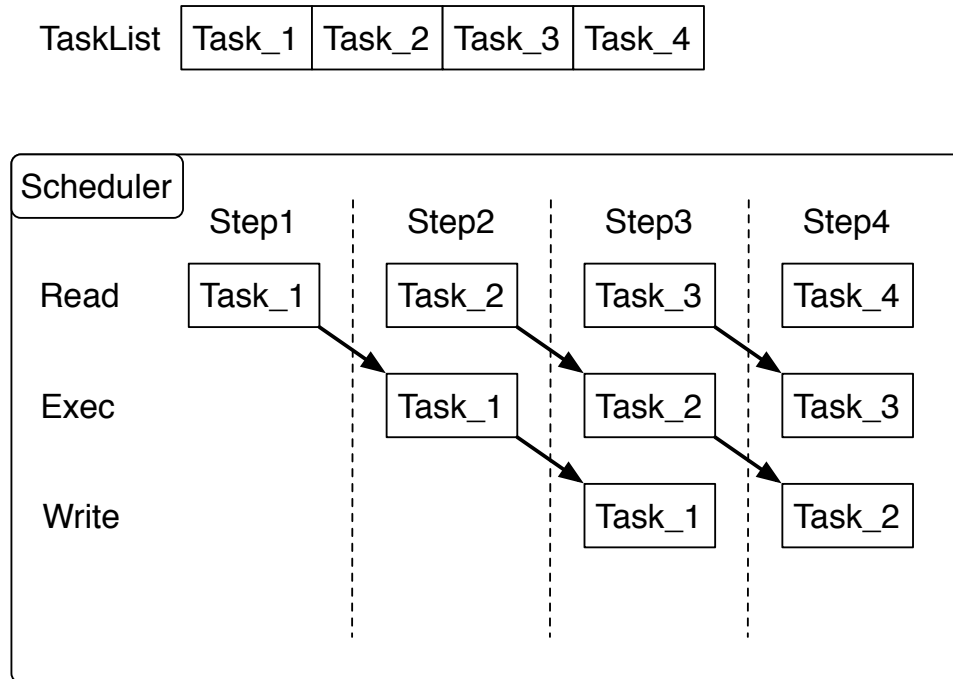 TaskList Task_1 Task_2 Task_3 Task_4
Scheduler
Step1 Step2 Step3 Step4
Read Task_1 Task_2 Task_3 Task_4
Exec Task_1 Task_2 Task_3
Write Task_1 Task_2